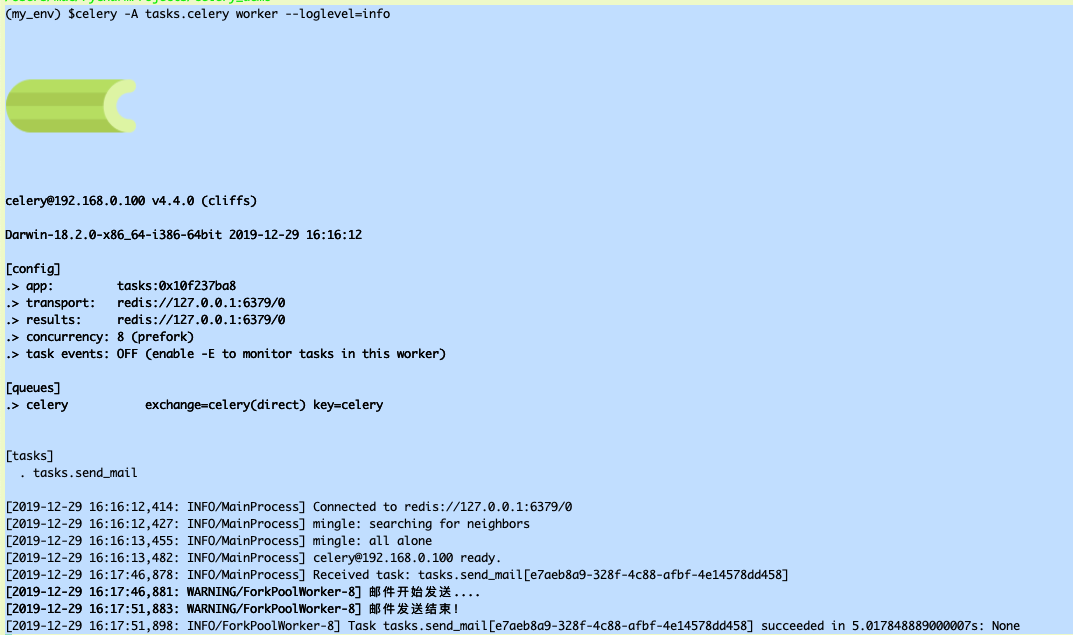 (my_env) $celery -A tasks.celery worker --loglevel=info
celery@192.168.0.100 v4.4.0 (cliffs)
Darwin-18.2.0-x86_64-i386-64bit 2019-12-29 16:16:12
[config]
.> app:         tasks:0x10f237ba8
.> transport:   redis://127.0.0.1:6379/0
.> results:     redis://127.0.0.1:6379/0
.> concurrency: 8 (prefork)
.> task events: OFF (enable -E to monitor tasks in this worker)
[queues]
.> celery           exchange=celery(direct) key=celery
[tasks]
  . tasks.send_mail
[2019-12-29 16:16:12,414: INFO/MainProcess] Connected to redis://127.0.0.1:6379/0
[2019-12-29 16:16:12,427: INFO/MainProcess] mingle: searching for neighbors
[2019-12-29 16:16:13,455: INFO/MainProcess] mingle: all alone
[2019-12-29 16:16:13,482: INFO/MainProcess] celery@192.168.0.100 ready.
[2019-12-29 16:17:46,878: INFO/MainProcess] Received task: tasks.send_mail[e7aeb8a9-328f-4c88-afbf-4e14578dd458]
[2019-12-29 16:17:46,881: WARNING/ForkPoolWorker-8] 邮件开始发送....
[2019-12-29 16:17:51,883: WARNING/ForkPoolWorker-8] 邮件发送结束!
[2019-12-29 16:17:51,898: INFO/ForkPoolWorker-8] Task tasks.send_mail[e7aeb8a9-328f-4c88-afbf-4e14578dd458] succeeded in 5.017848889000007s: None